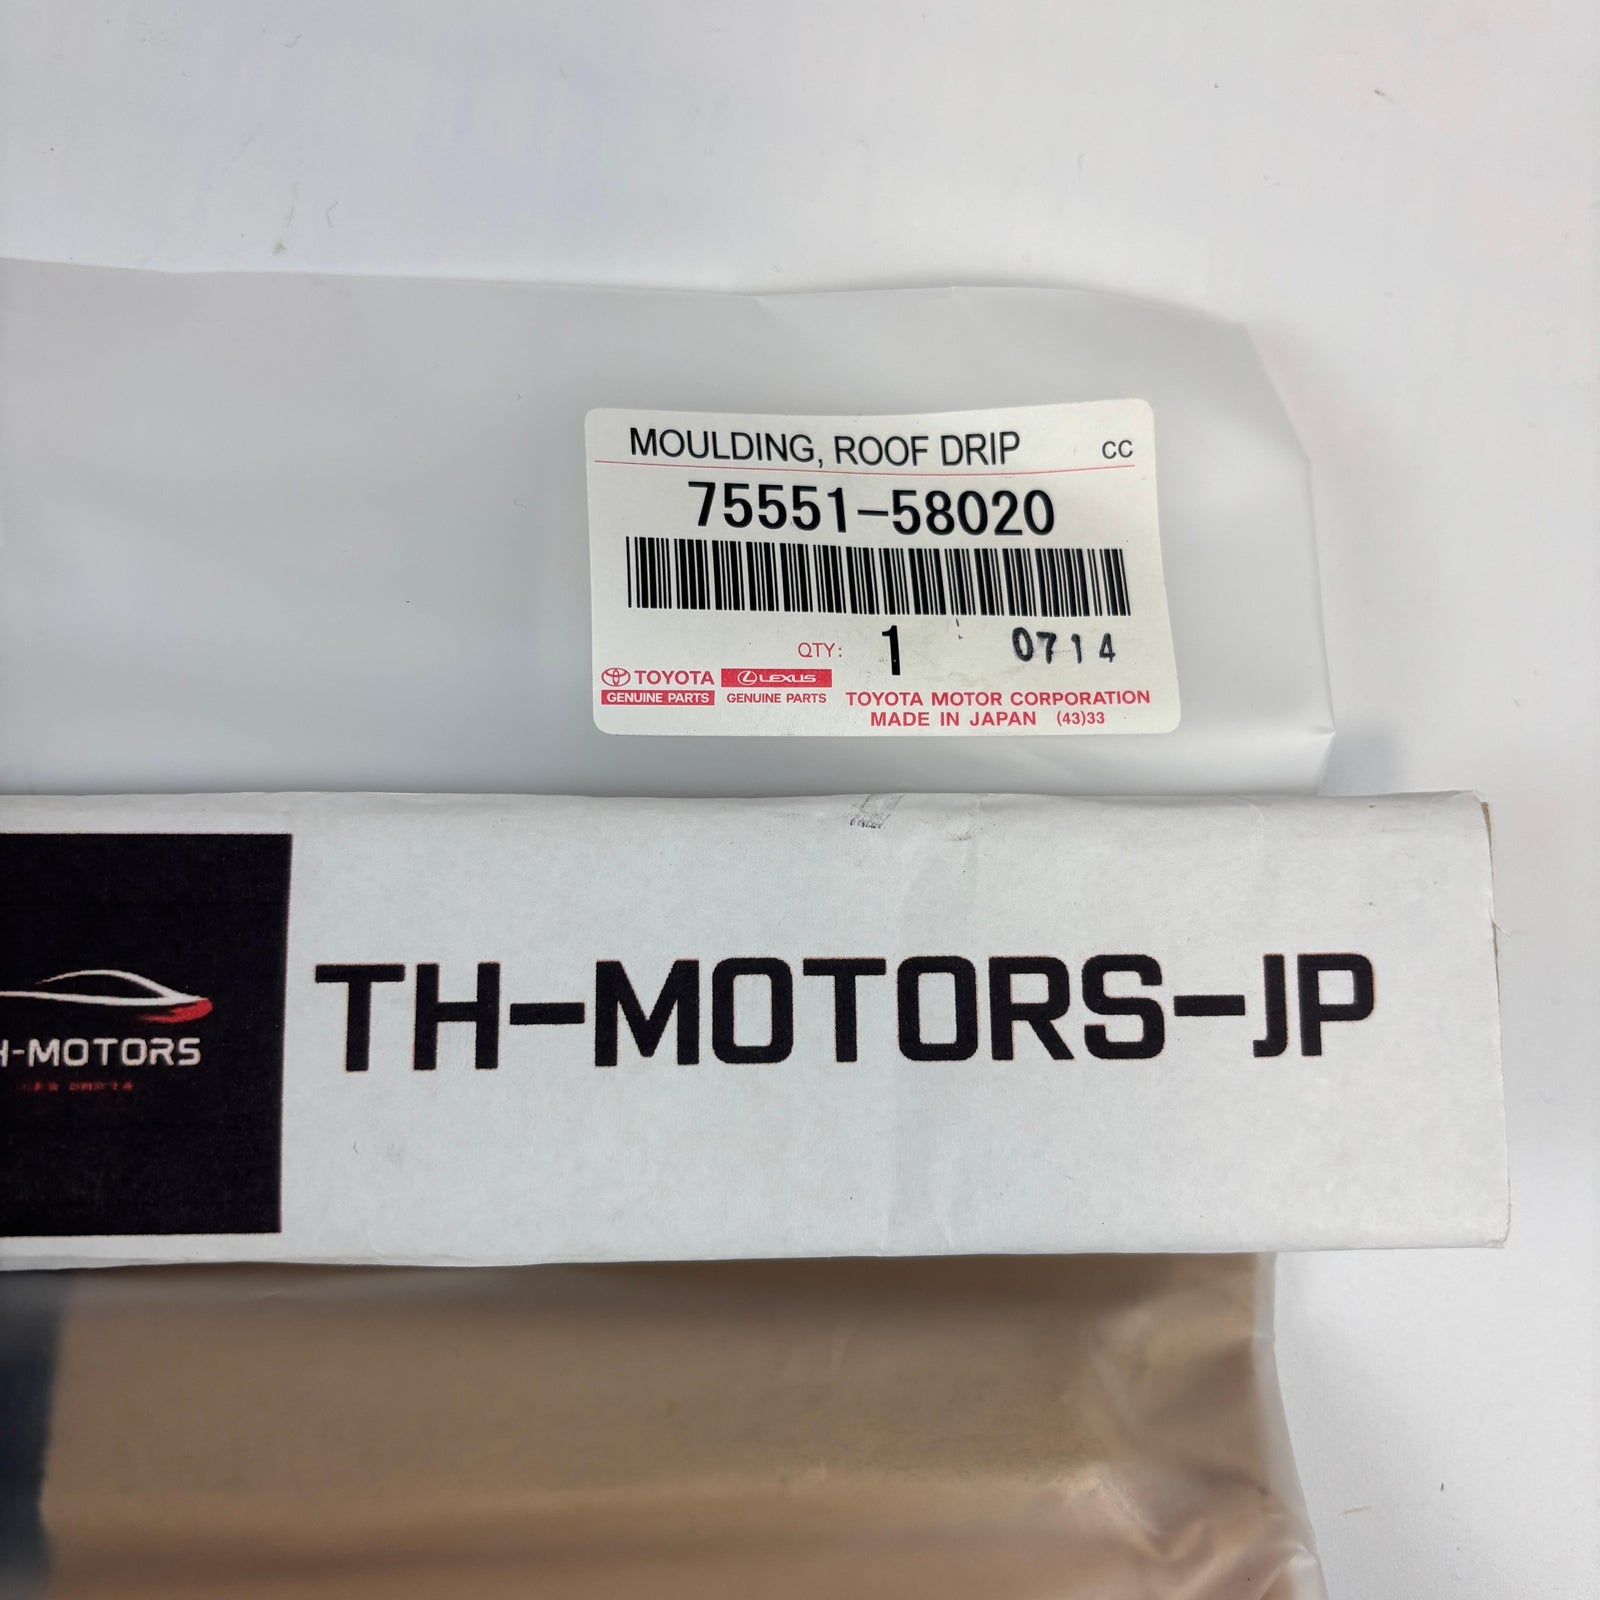 MOULDING, ROOF DRIP CC
75551-58020
QTY: 1 0714
TOYOTA LEXUS
GENUINE PARTS GENUINE PARTS
TOYOTA MOTOR CORPORATION
MADE IN JAPAN (43)33
TH-MOTORS-JP
H-MOTORS